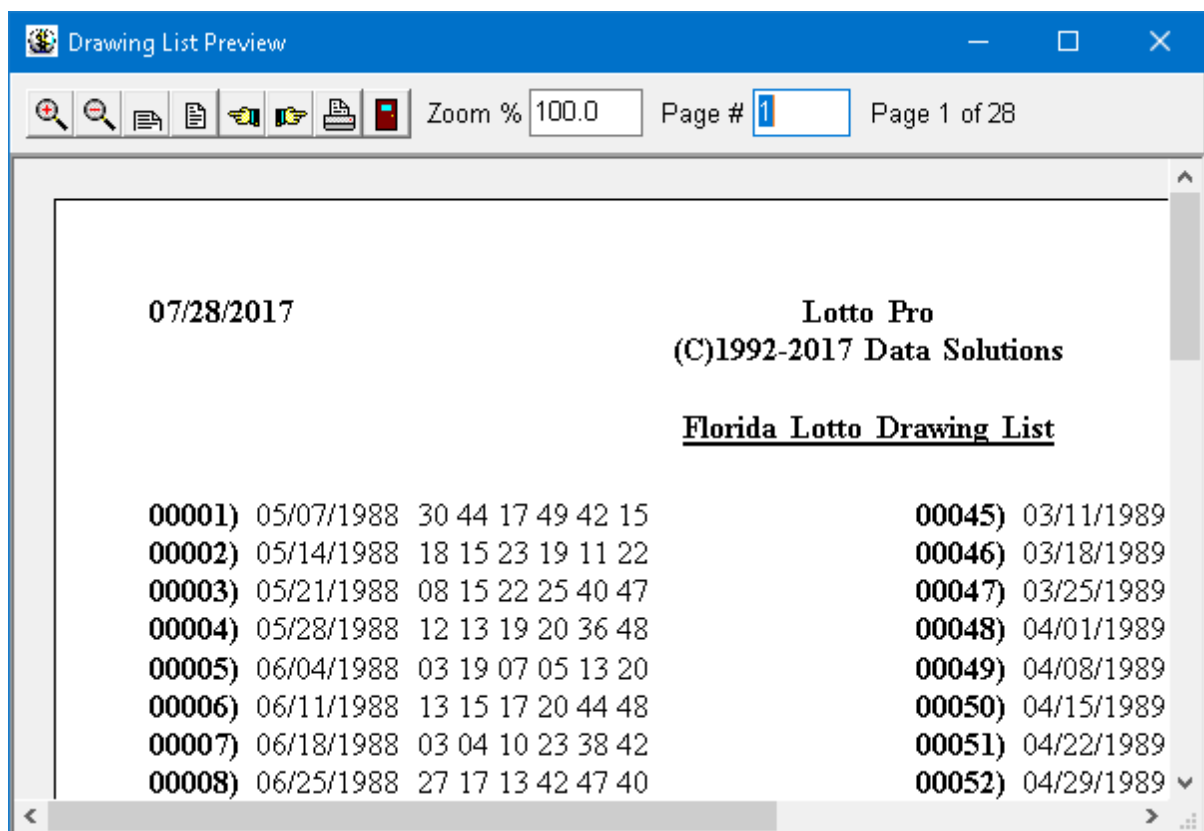 Drawing List Preview
Zoom % 100.0 Page # 1 Page 1 of 28
07/28/2017 Lotto Pro
(C)1992-2017 Data Solutions
Florida Lotto Drawing List
00001) 05/07/1988 30 44 17 49 42 15 00045) 03/11/1989
00002) 05/14/1988 18 15 23 19 11 22 00046) 03/18/1989
00003) 05/21/1988 08 15 22 25 40 47 00047) 03/25/1989
00004) 05/28/1988 12 13 19 20 36 48 00048) 04/01/1989
00005) 06/04/1988 03 19 07 05 13 20 00049) 04/08/1989
00006) 06/11/1988 13 15 17 20 44 48 00050) 04/15/1989
00007) 06/18/1988 03 04 10 23 38 42 00051) 04/22/1989
00008) 06/25/1988 27 17 13 42 47 40 00052) 04/29/1989